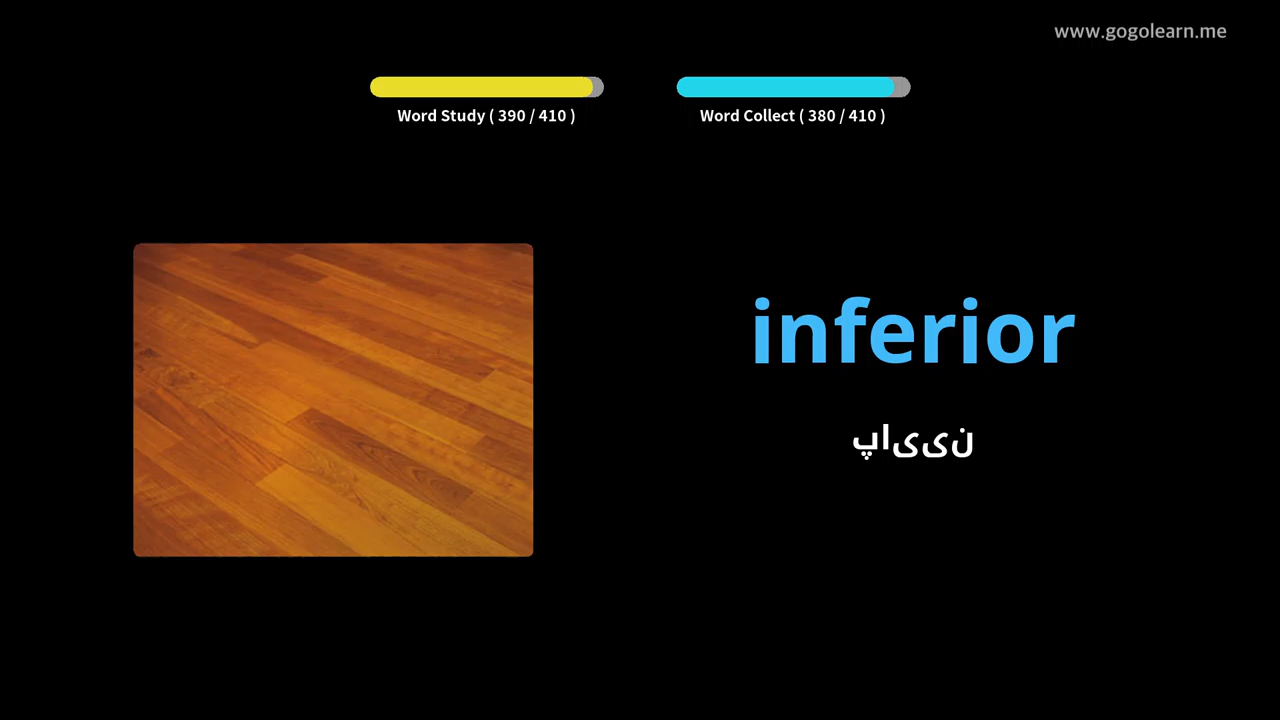 www.gogolearn.me
Word Study ( 390 / 410 )
Word Collect ( 380 / 410 )
inferior
پایین